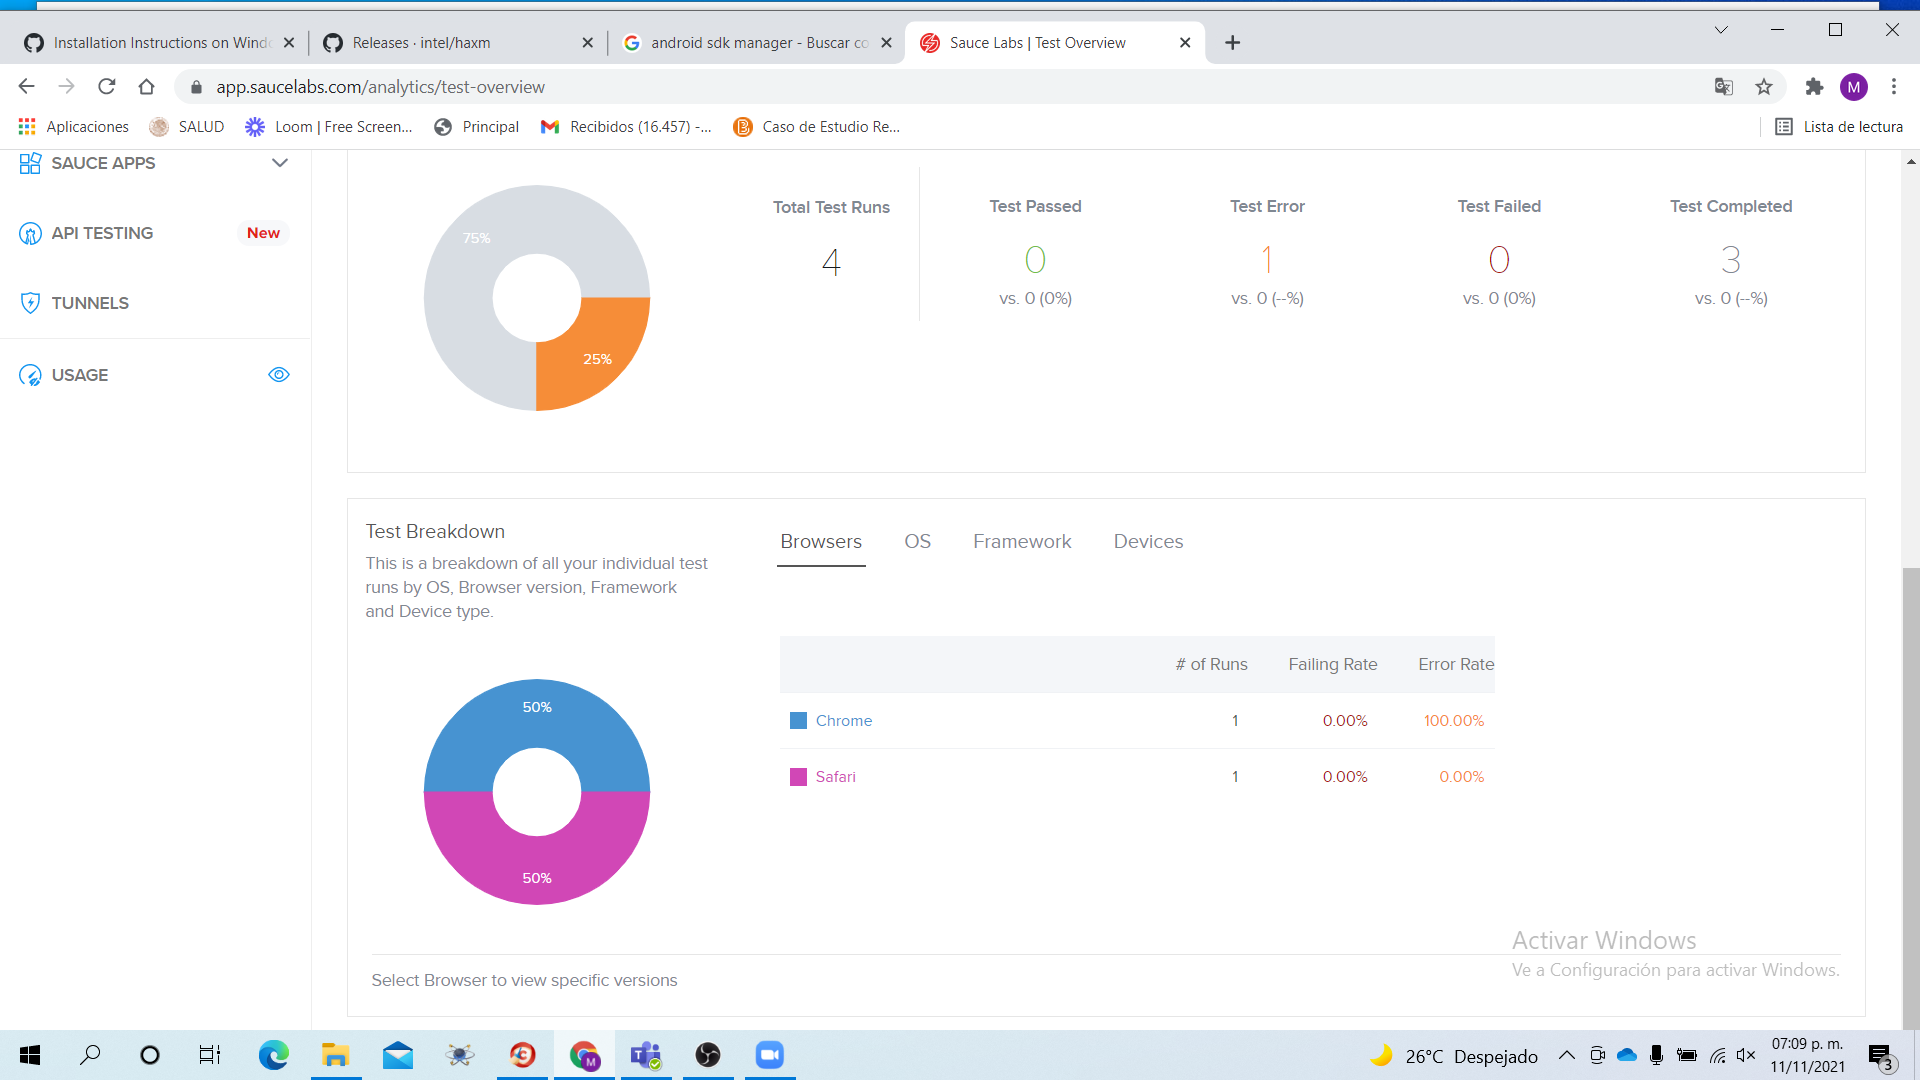 Installation Instructions on Windo
Releases · intel/haxm
android sdk manager - Buscar co
Sauce Labs | Test Overview
app.saucelabs.com/analytics/test-overview
M
Aplicaciones
SALUD
Loom | Free Screen...
Principal
Recibidos (16.457) -...
Caso de Estudio Re...
Lista de lectura
SAUCE APPS
API TESTING
New
TUNNELS
USAGE
75%
25%
Total Test Runs
4
Test Passed
0
vs. 0 (0%)
Test Error
1
vs. 0 (--%)
Test Failed
0
vs. 0 (0%)
Test Completed
3
vs. 0 (--%)
Test Breakdown
This is a breakdown of all your individual test
runs by OS, Browser version, Framework
and Device type.
Browsers
OS
Framework
Devices
# of Runs
Failing Rate
Error Rate
Chrome
1
0.00%
100.00%
Safari
1
0.00%
0.00%
50%
50%
Select Browser to view specific versions
Activar Windows
Ve a Configuración para activar Windows.
26°C Despejado
07:09 p. m.
11/11/2021
3